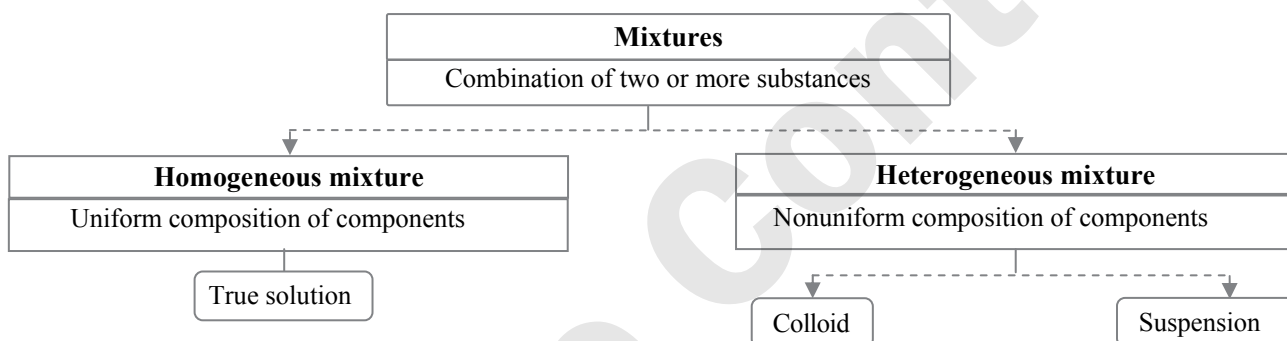 Mixtures
Combination of two or more substances
Homogeneous mixture
Uniform composition of components
True solution
Heterogeneous mixture
Nonuniform composition of components
Colloid
Suspension